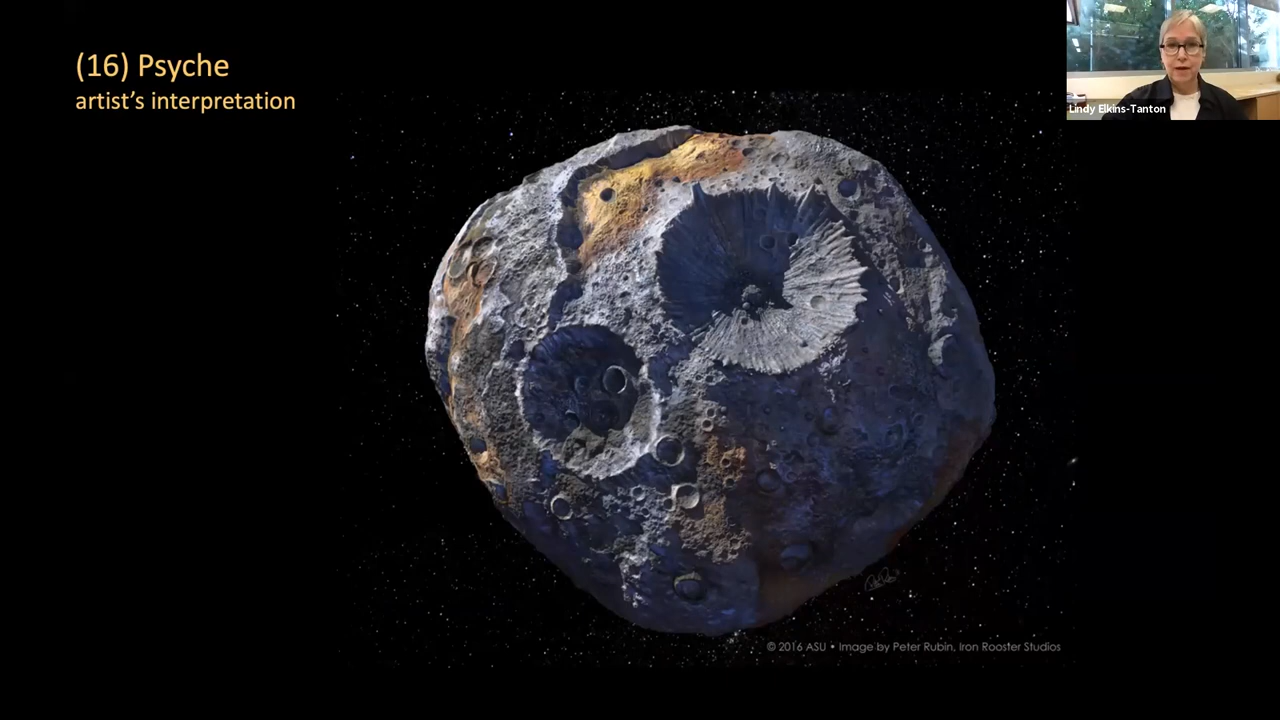 (16) Psyche
artist's interpretation
Lindy Elkins-Tanton
© 2016 ASU • Image by Peter Rubin, Iron Rooster Studios